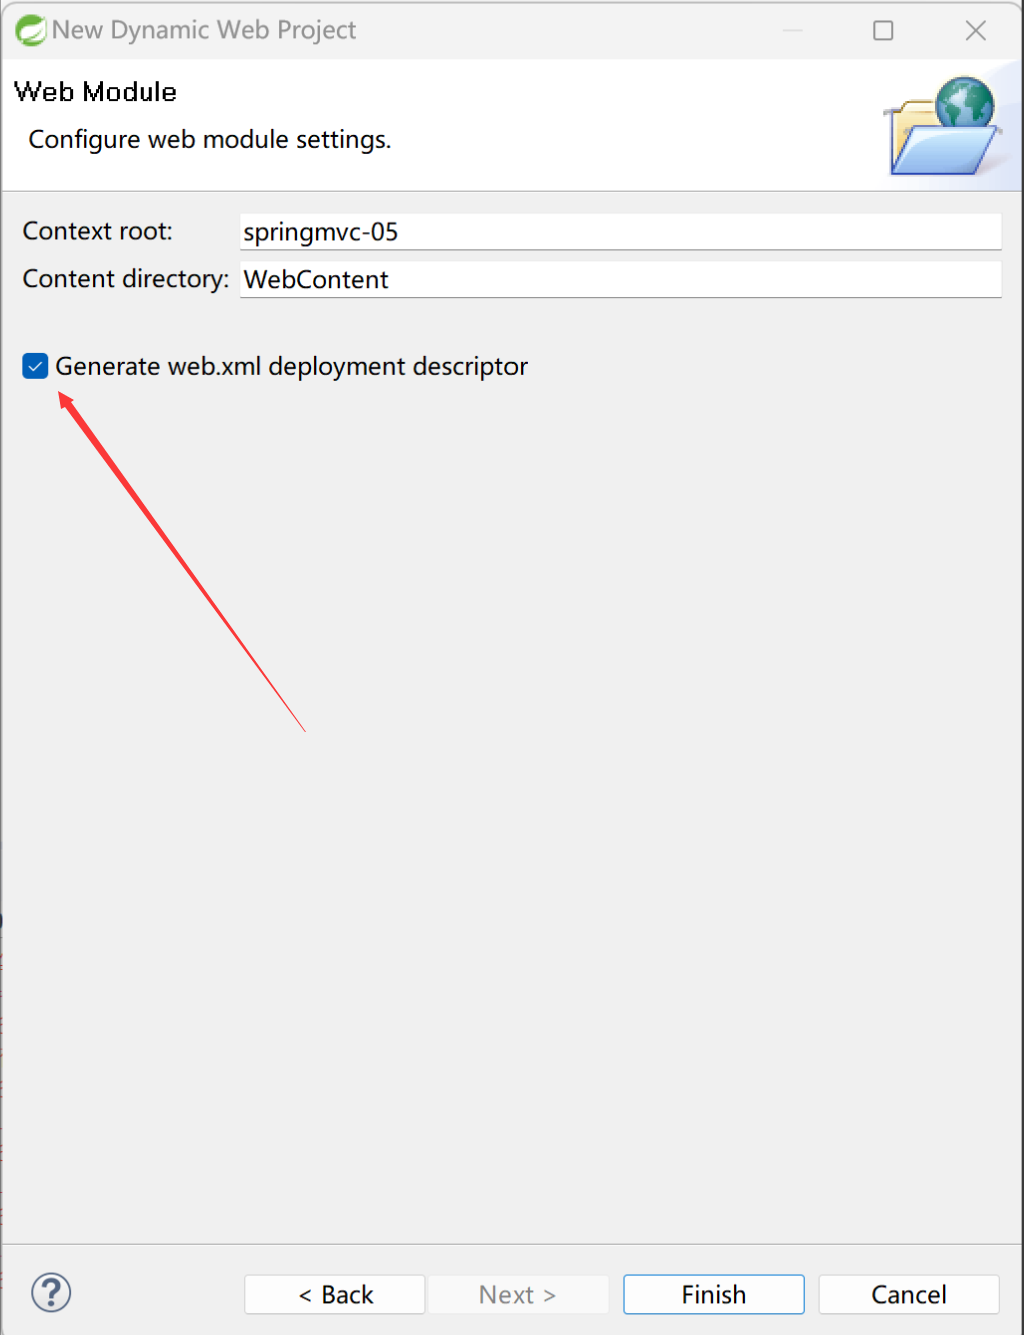 New Dynamic Web Project
Web Module
Configure web module settings.
Context root: springmvc-05
Content directory: WebContent
Generate web.xml deployment descriptor
? < Back Next > Finish Cancel